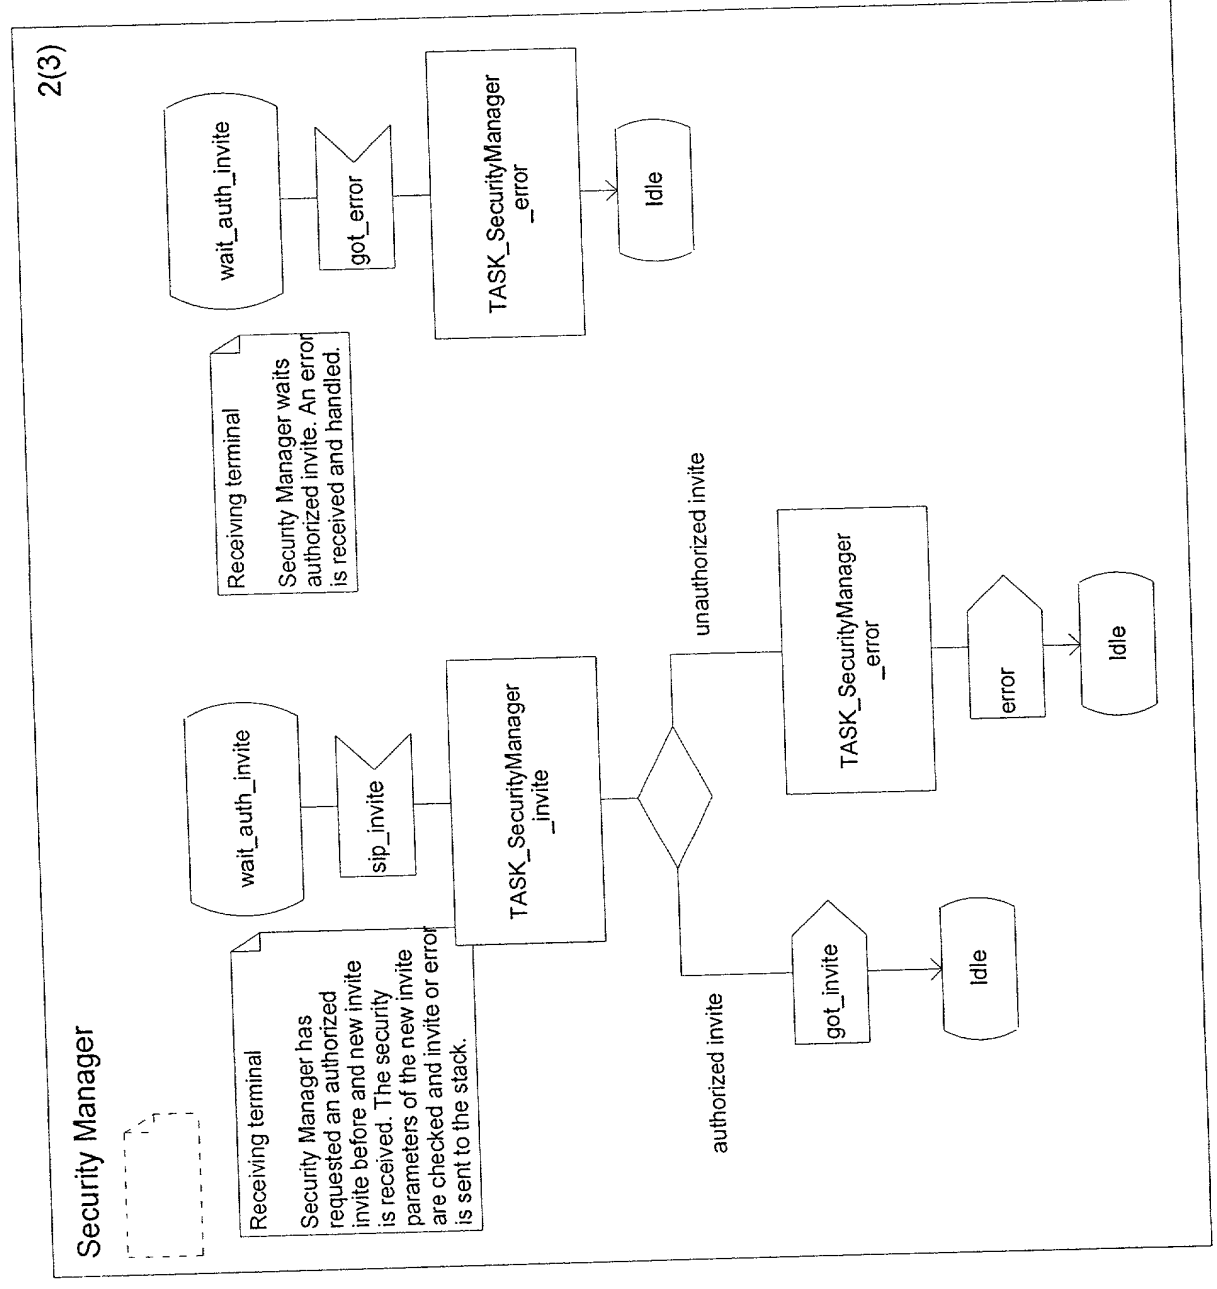 Security Manager
2(3)
Receiving terminal
Security Manager has
requested an authorized
invite before and new invite
is received. The security
parameters of the new invite
are checked and invite or error
is sent to the stack.
wait_auth_invite
sip_invite
TASK_SecurityManager
_invite
authorized invite
got_invite
Idle
unauthorized invite
TASK_SecurityManager
_error
error
Idle
Receiving terminal
Security Manager waits
authorized invite. An error
is received and handled.
wait_auth_invite
got_error
TASK_SecurityManager
_error
Idle